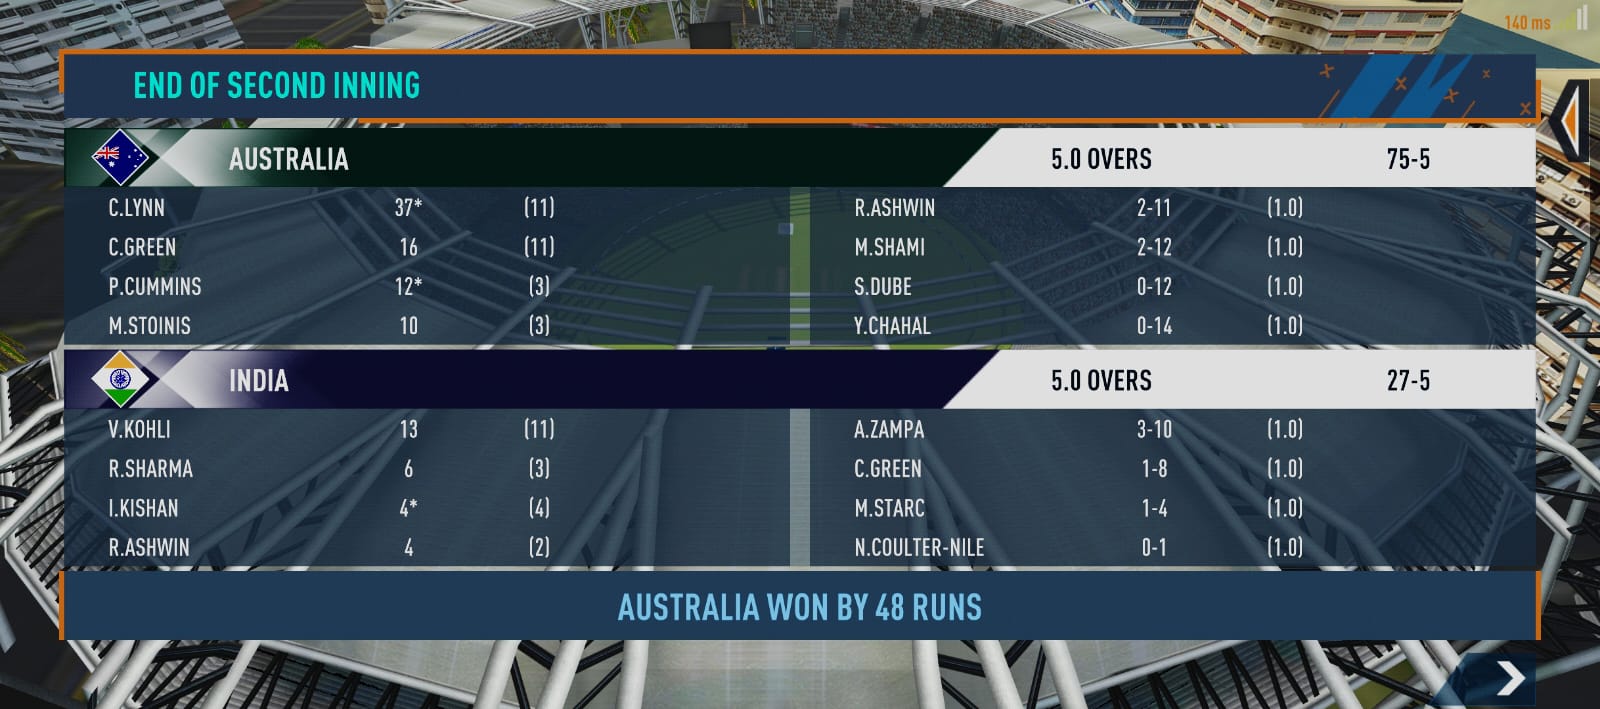 140 ms
END OF SECOND INNING
AUSTRALIA 5.0 OVERS 75-5
C.LYNN 37* (11) R.ASHWIN 2-11 (1.0)
C.GREEN 16 (11) M.SHAMI 2-12 (1.0)
P.CUMMINS 12* (3) S.DUBE 0-12 (1.0)
M.STOINIS 10 (3) Y.CHAHAL 0-14 (1.0)
INDIA 5.0 OVERS 27-5
V.KOHLI 13 (11) A.ZAMPA 3-10 (1.0)
R.SHARMA 6 (3) C.GREEN 1-8 (1.0)
I.KISHAN 4* (4) M.STARC 1-4 (1.0)
R.ASHWIN 4 (2) N.COULTER-NILE 0-1 (1.0)
AUSTRALIA WON BY 48 RUNS